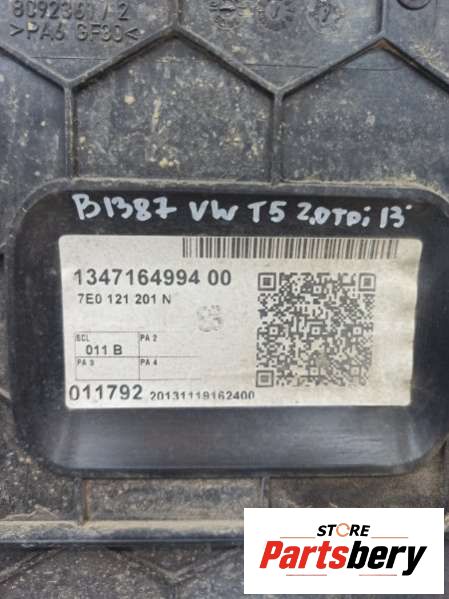 >PA6 GF30<
B1387 VW T5 2.0TDi 13'
1347164994 00
7E0 121 201 N
SCL
PA 2
011 B
PA 3
PA 4
011792 20131119162400
STORE
Partsbery